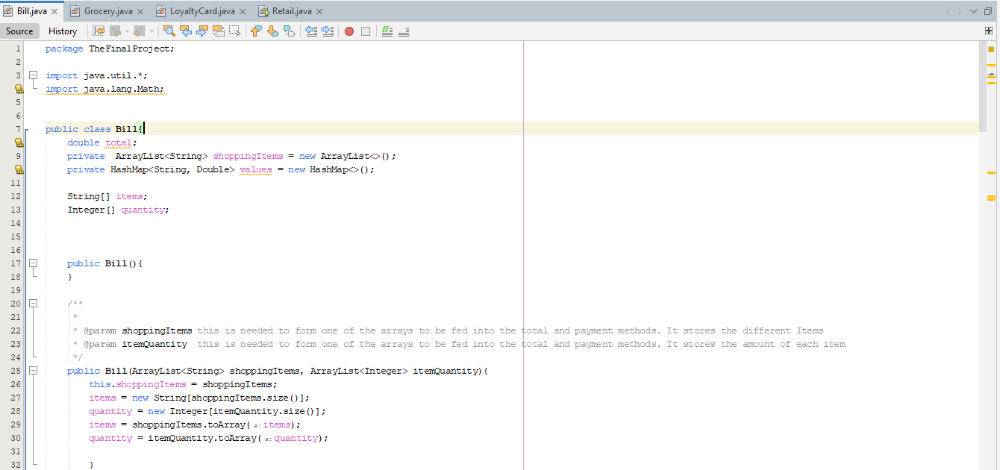 Bill.java × Grocery.java × LoyaltyCard.java × Retail.java ×
Source History
1 package TheFinalProject;
2
3 import java.util.*;
import java.lang.Math;
5
6
7 public class Bill{
double total;
9 private  ArrayList<String> shoppingItems = new ArrayList<>();
private HashMap<String, Double> values = new HashMap<>();
11
12 String[] items;
13 Integer[] quantity;
14
15
16
17 public Bill(){
18 }
19
20 /**
21 *
22 * @param shoppingItems this is needed to form one of the arrays to be fed into the total and payment methods. It stores the different Items
23 * @param itemQuantity  this is needed to form one of the arrays to be fed into the total and payment methods. It stores the amount of each item
24 */
25 public Bill(ArrayList<String> shoppingItems, ArrayList<Integer> itemQuantity){
26 this.shoppingItems = shoppingItems;
27 items = new String[shoppingItems.size()];
28 quantity = new Integer[itemQuantity.size()];
29 items = shoppingItems.toArray( a: items);
30 quantity = itemQuantity.toArray( a: quantity);
31
32 }